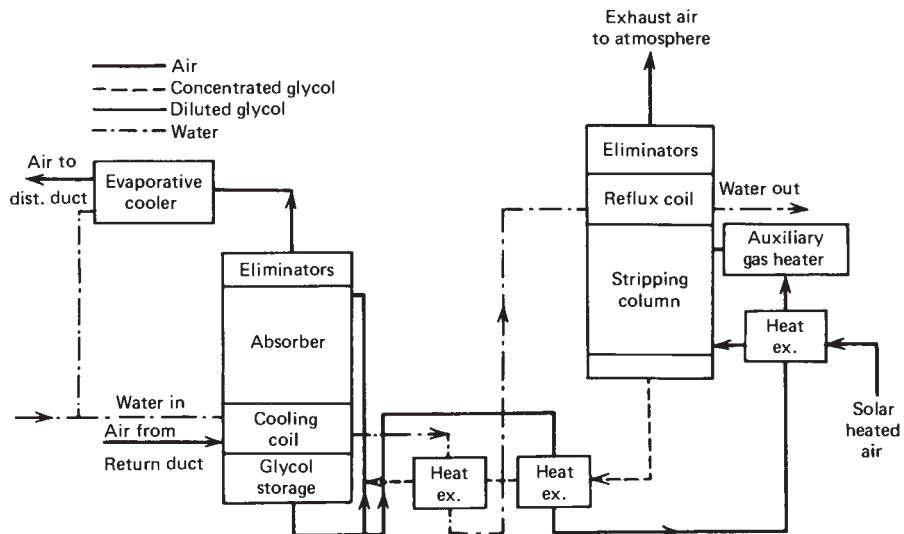 Exhaust air
to atmosphere
Air
Concentrated glycol
Diluted glycol
Water
Air to
dist. duct
Evaporative
cooler
Eliminators
Reflux coil
Water out
Stripping
column
Auxiliary
gas heater
Heat
ex.
Solar
heated
air
Eliminators
Absorber
Water in
Air from
Return duct
Cooling
coil
Glycol
storage
Heat
ex.
Heat
ex.